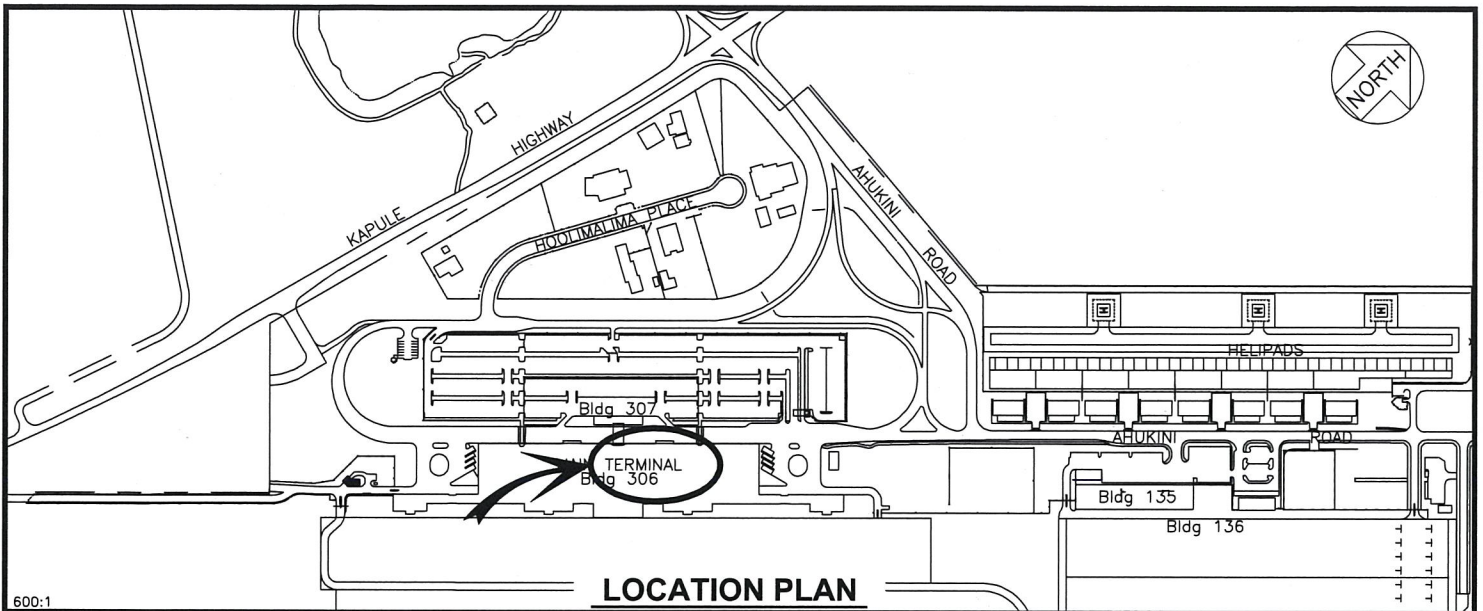 NORTH
HIGHWAY
KAPULE
AHUKINI
ROAD
HOOLIMALIMA PLACE
HELIPADS
H
H
H
Bldg 307
AHUKINI ROAD
TERMINAL
Bldg 306
Bldg 135
Bldg 136
LOCATION PLAN
600:1